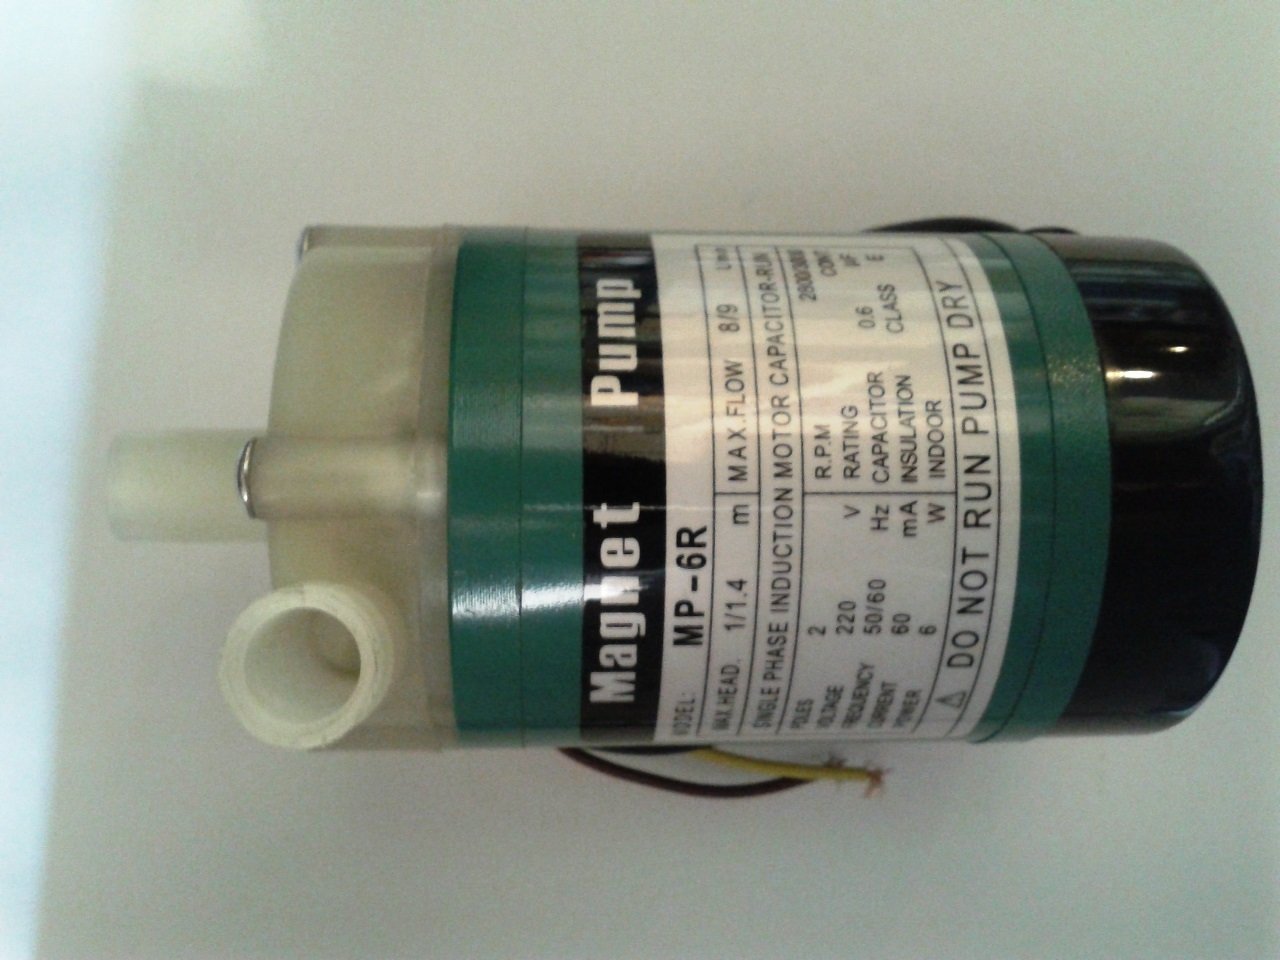 Magnet Pump
MODEL: MP-6R
MAX.HEAD. 1/1.4 m MAX.FLOW 8/9
SINGLE PHASE INDUCTION MOTOR CAPACITOR-RUN
POLES 2 R.P.M
VOLTAGE 220 V RATING CONT
FREQUENCY 50/60 Hz CAPACITOR 0.6 μF
CURRENT 60 mA INSULATION CLASS E
POWER 6 W INDOOR
⚠ DO NOT RUN PUMP DRY